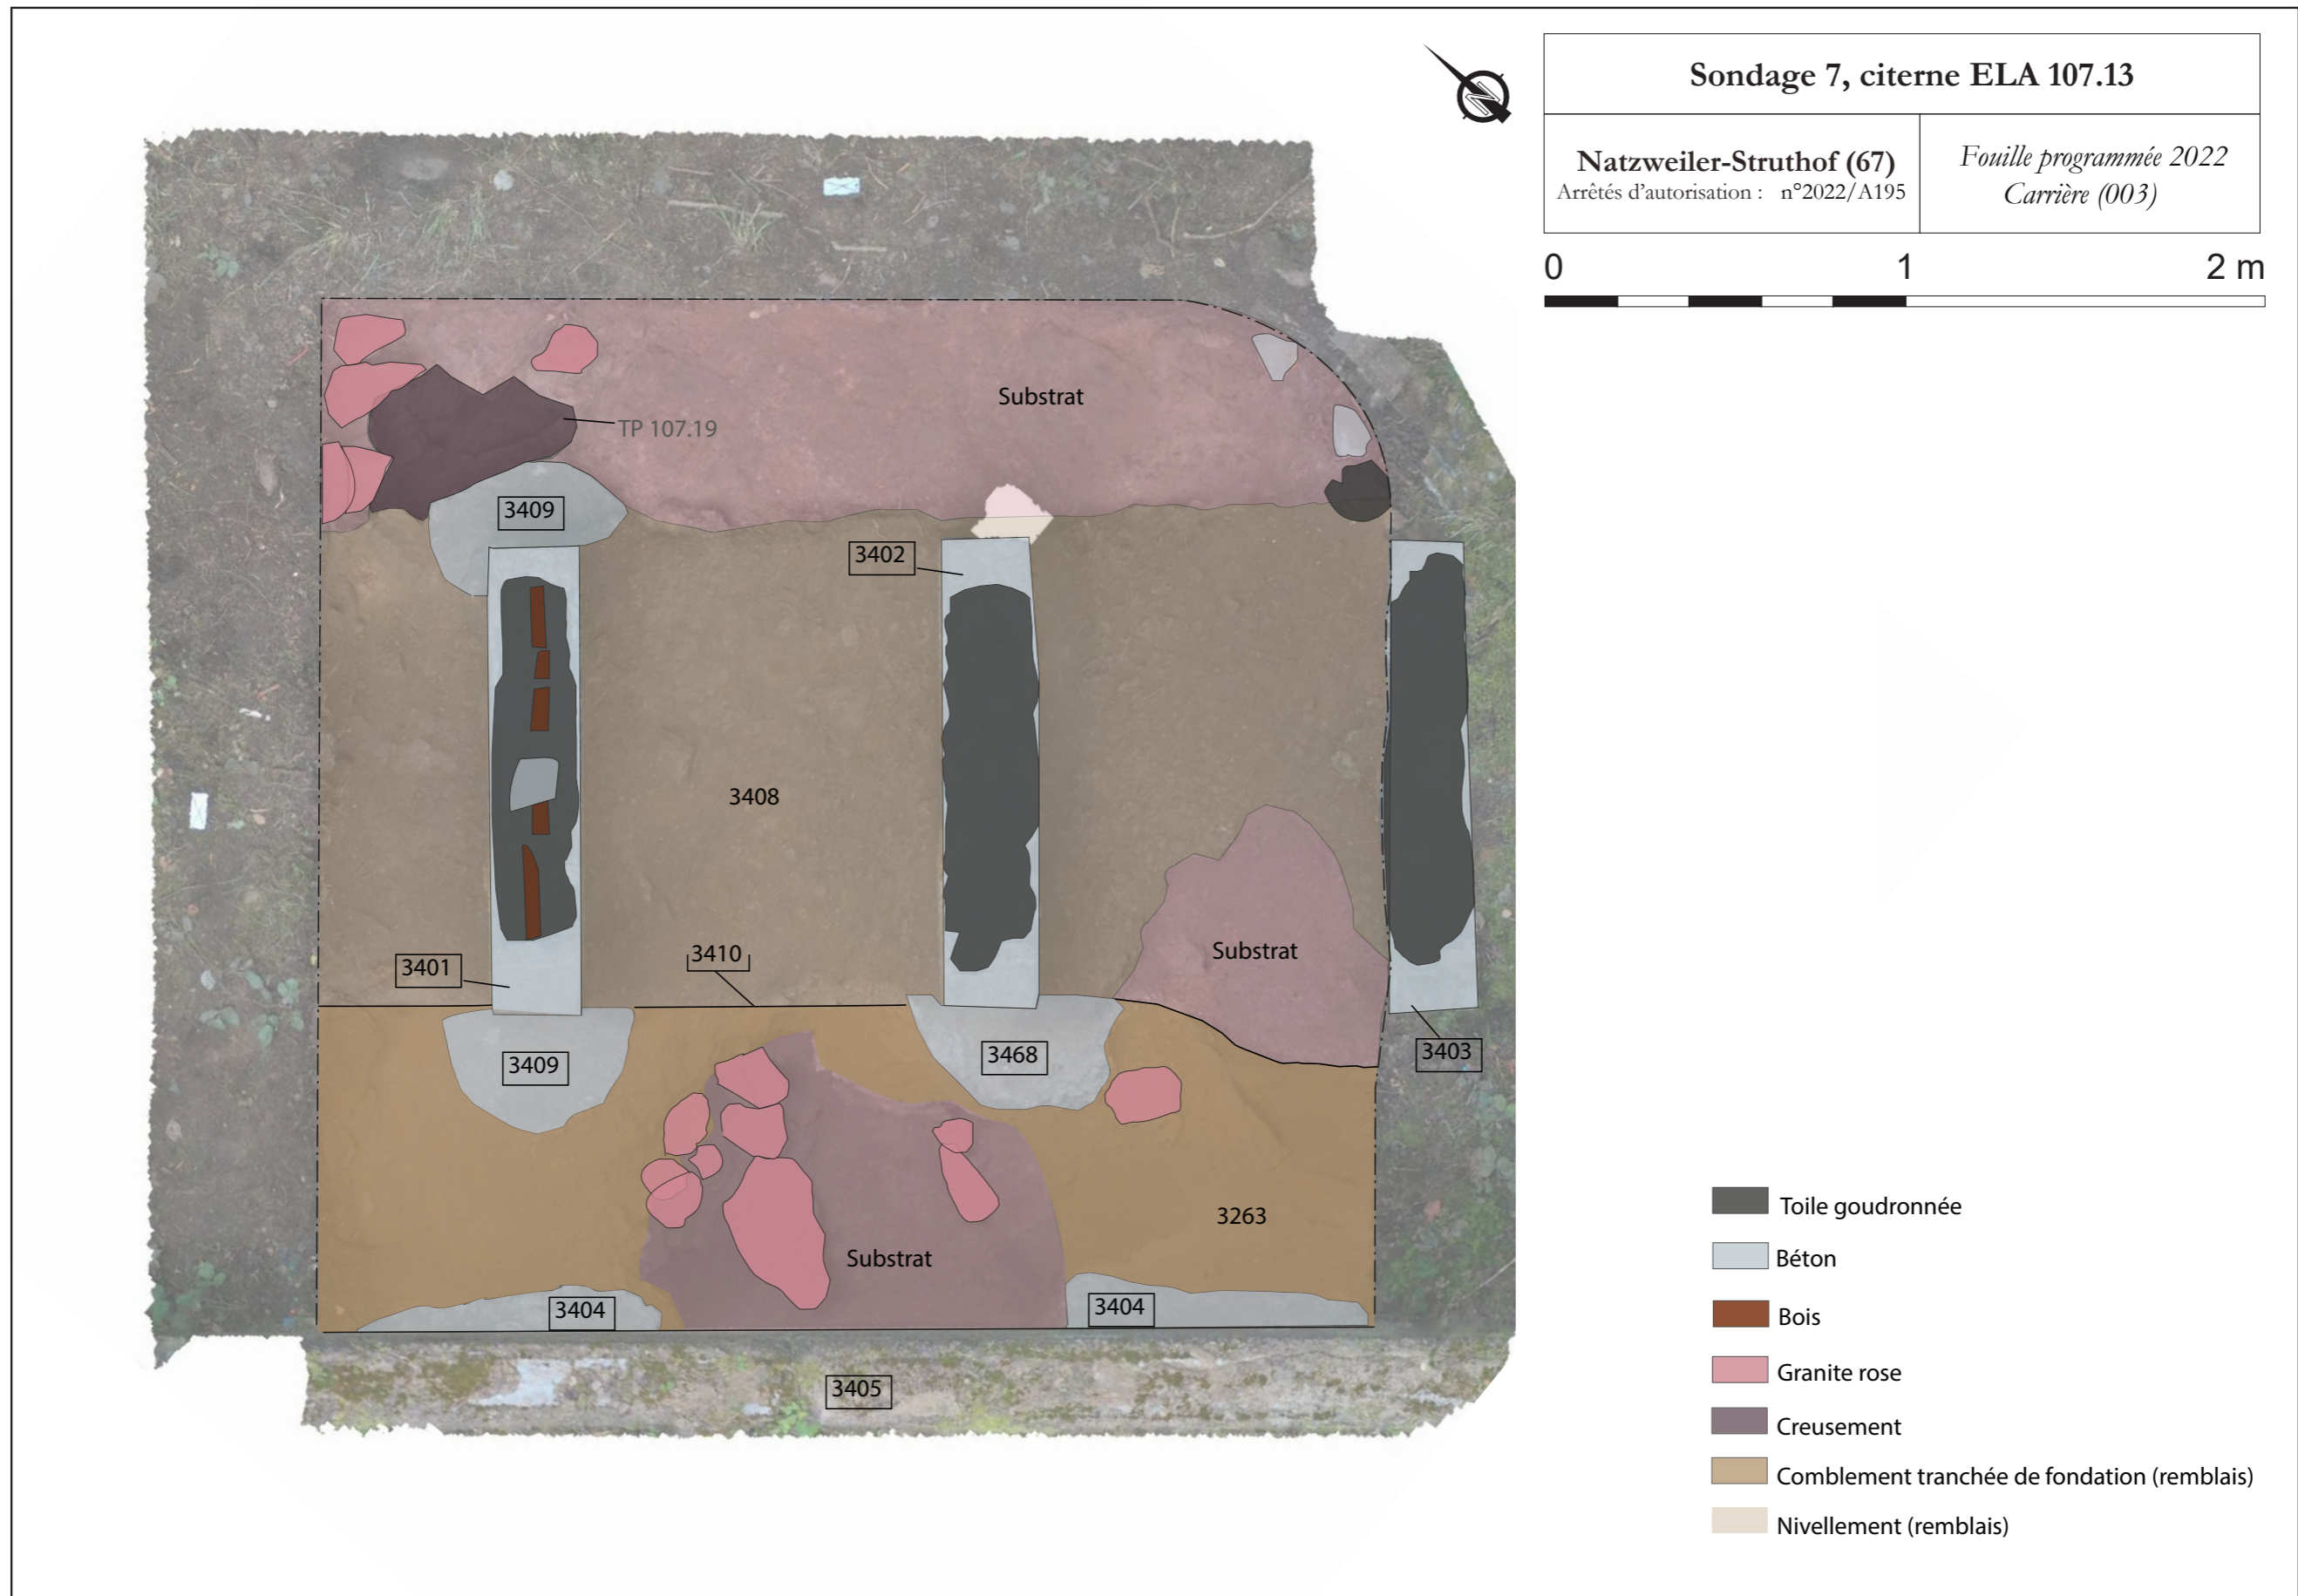 Sondage 7, citerne ELA 107.13
Natzweiler-Struthof (67)
Arrêtés d'autorisation : n°2022/A195
Fouille programmée 2022
Carrière (003)
0 1 2 m
Substrat
TP 107.19
3409
3402
3408
3401
3410
Substrat
3409
3468
3403
3263
Substrat
3404
3404
3405
Toile goudronnée
Béton
Bois
Granite rose
Creusement
Comblement tranchée de fondation (remblais)
Nivellement (remblais)